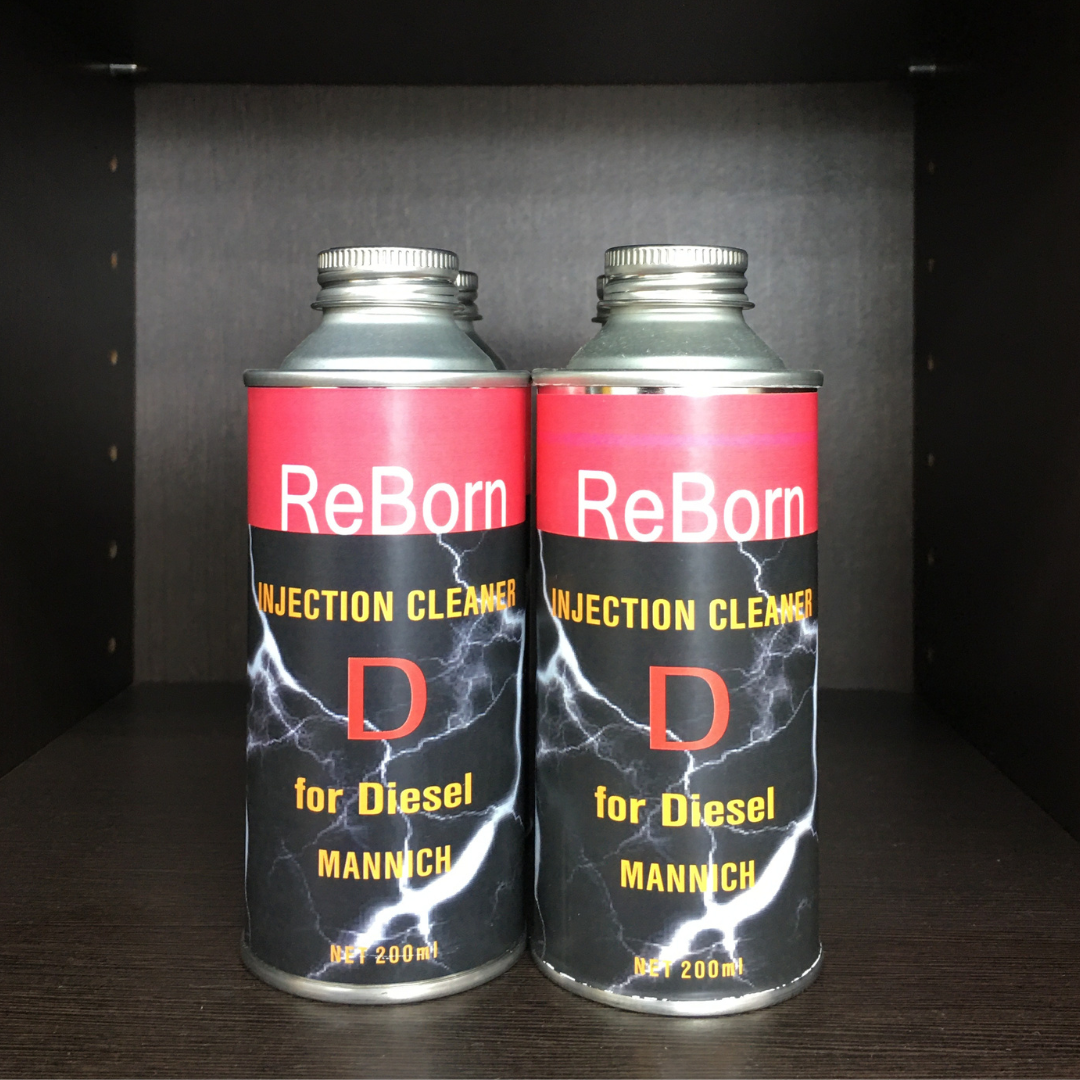 ReBorn
INJECTION CLEANER
D
for Diesel
MANNICH
NET 200ml
ReBorn
INJECTION CLEANER
D
for Diesel
MANNICH
NET 200ml